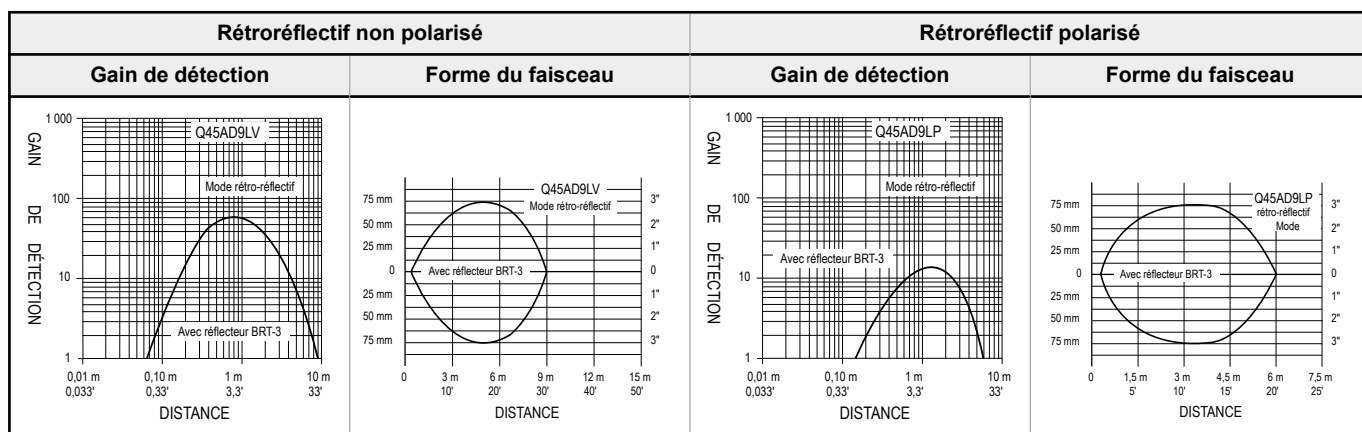 Rétroréflectif non polarisé
Rétroréflectif polarisé
Gain de détection
Forme du faisceau
Gain de détection
Forme du faisceau
GAIN DE DÉTECTION
1 000
100
10
1
Q45AD9LV
Mode rétro-réflectif
Avec réflecteur BRT-3
0,01 m 0,10 m 1 m 10 m
0,033' 0,33' 3,3' 33'
DISTANCE
75 mm
50 mm
25 mm
0
25 mm
50 mm
75 mm
Q45AD9LV
Mode rétro-réflectif
Avec réflecteur BRT-3
3"
2"
1"
0
1"
2"
3"
0 3 m 6 m 9 m 12 m 15 m
10' 20' 30' 40' 50'
DISTANCE
GAIN DE DÉTECTION
1 000
100
10
1
Q45AD9LP
Mode rétro-réflectif
Avec réflecteur BRT-3
0,01 m 0,10 m 1 m 10 m
0,033' 0,33' 3,3' 33'
DISTANCE
75 mm
50 mm
25 mm
0
25 mm
50 mm
75 mm
Q45AD9LP
rétro-réflectif
Mode
Avec réflecteur BRT-3
3"
2"
1"
0
1"
2"
3"
0 1,5 m 3 m 4,5 m 6 m 7,5 m
5' 10' 15' 20' 25'
DISTANCE